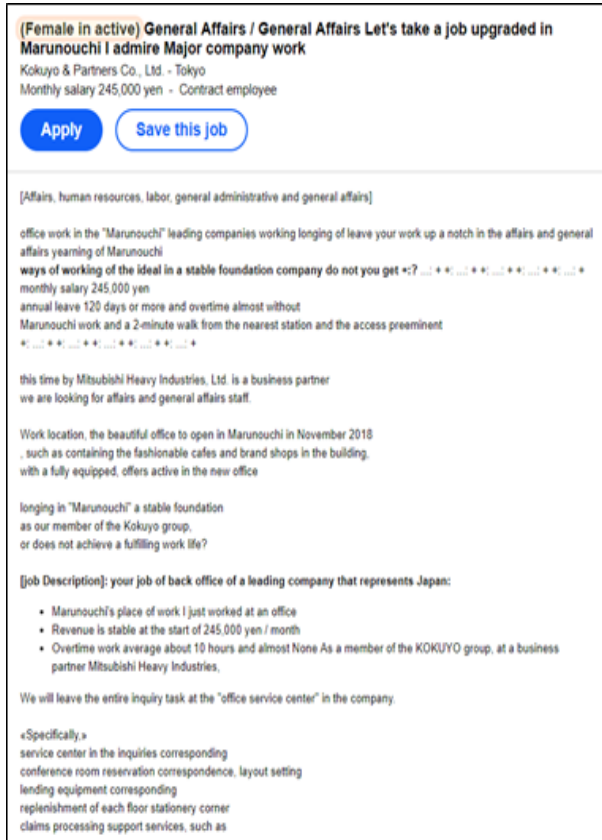 (Female in active) General Affairs / General Affairs Let's take a job upgraded in
Marunouchi I admire Major company work
Kokuyo & Partners Co., Ltd. - Tokyo
Monthly salary 245,000 yen - Contract employee
Apply
Save this job
[Affairs, human resources, labor, general administrative and general affairs]
office work in the "Marunouchi" leading companies working longing of leave your work up a notch in the affairs and general
affairs yearning of Marunouchi
ways of working of the ideal in a stable foundation company do not you get +:? ...: + +: ...: + +: ...: + +: ...: + +: ...: +
monthly salary 245,000 yen
annual leave 120 days or more and overtime almost without
Marunouchi work and a 2-minute walk from the nearest station and the access preeminent
+: ...: + +: ...: + +: ...: + +: ...: + +: ...: +
this time by Mitsubishi Heavy Industries, Ltd. is a business partner
we are looking for affairs and general affairs staff.
Work location, the beautiful office to open in Marunouchi in November 2018
, such as containing the fashionable cafes and brand shops in the building,
with a fully equipped, offers active in the new office
longing in "Marunouchi" a stable foundation
as our member of the Kokuyo group,
or does not achieve a fulfilling work life?
[job Description]: your job of back office of a leading company that represents Japan:
• Marunouchi's place of work I just worked at an office
• Revenue is stable at the start of 245,000 yen / month
• Overtime work average about 10 hours and almost None As a member of the KOKUYO group, at a business
partner Mitsubishi Heavy Industries,
We will leave the entire inquiry task at the "office service center" in the company.
«Specifically,»
service center in the inquiries corresponding
conference room reservation correspondence, layout setting
lending equipment corresponding
replenishment of each floor stationery corner
claims processing support services, such as